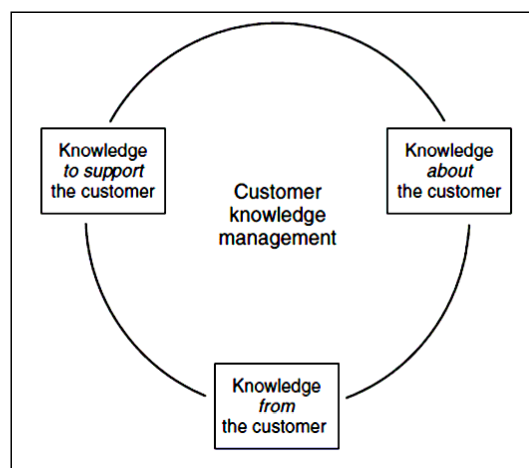 Knowledge
to support
the customer
Knowledge
about
the customer
Customer
knowledge
management
Knowledge
from
the customer